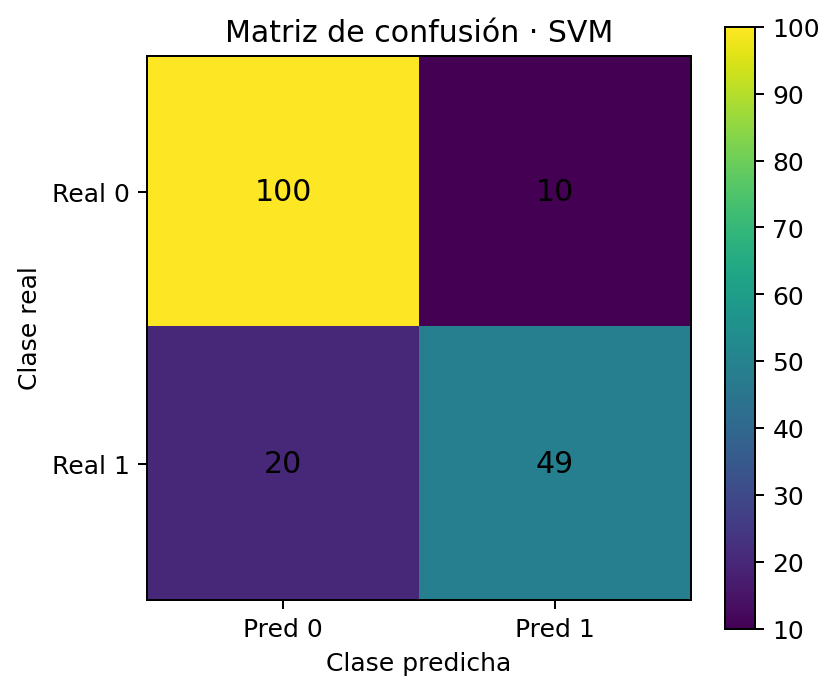 Matriz de confusión · SVM
Clase real
Real 0
100
10
Real 1
20
49
Pred 0
Pred 1
Clase predicha
100
90
80
70
60
50
40
30
20
10